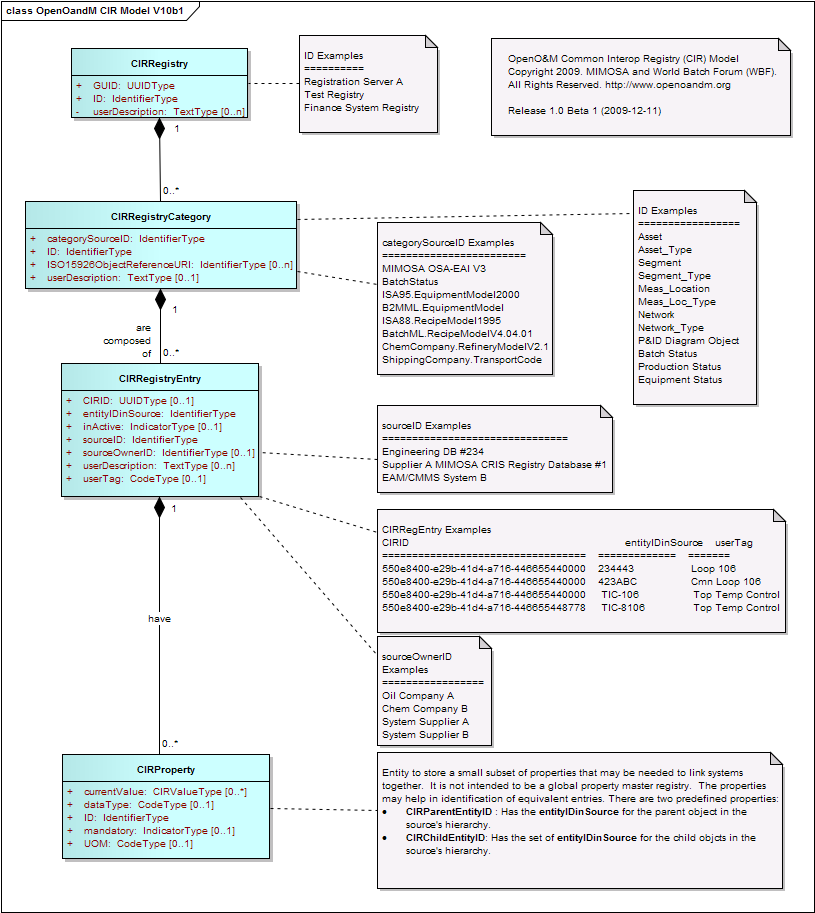 class OpenOandM CIR Model V10b1
CIRRegistry
+ GUID: UUIDType
+ ID: IdentifierType
- userDescription: TextType [0..n]
ID Examples
==========
Registration Server A
Test Registry
Finance System Registry
OpenO&M Common Interop Registry (CIR) Model
Copyright 2009. MIMOSA and World Batch Forum (WBF).
All Rights Reserved. http://www.openoandm.org
Release 1.0 Beta 1 (2009-12-11)
1
0..*
CIRRegistryCategory
+ categorySourceID: IdentifierType
+ ID: IdentifierType
+ ISO15926ObjectReferenceURI: IdentifierType [0..n]
+ userDescription: TextType [0..1]
categorySourceID Examples
========================
MIMOSA OSA-EAI V3
BatchStatus
ISA95.EquipmentModel2000
B2MML.EquipmentModel
ISA88.RecipeModel1995
BatchML.RecipeModelV4.04.01
ChemCompany.RefineryModelV2.1
ShippingCompany.TransportCode
ID Examples
=================
Asset
Asset_Type
Segment
Segment_Type
Meas_Location
Meas_Loc_Type
Network
Network_Type
P&ID Diagram Object
Batch Status
Production Status
Equipment Status
1
are
composed
of
0..*
CIRRegistryEntry
+ CIRID: UUIDType [0..1]
+ entityIDinSource: IdentifierType
+ inActive: IndicatorType [0..1]
+ sourceID: IdentifierType
+ sourceOwnerID: IdentifierType [0..1]
+ userDescription: TextType [0..n]
+ userTag: CodeType [0..1]
sourceID Examples
===============================
Engineering DB #234
Supplier A MIMOSA CRIS Registry Database #1
EAM/CMMS System B
CIRRegEntry Examples
CIRID entityIDinSource userTag
================================== ============= =======
550e8400-e29b-41d4-a716-446655440000 234443 Loop 106
550e8400-e29b-41d4-a716-446655440000 423ABC Cmn Loop 106
550e8400-e29b-41d4-a716-446655440000 TIC-106 Top Temp Control
550e8400-e29b-41d4-a716-446655448778 TIC-8106 Top Temp Control
sourceOwnerID
Examples
=================
Oil Company A
Chem Company B
System Supplier A
System Supplier B
1
have
0..*
CIRProperty
+ currentValue: CIRValueType [0..*]
+ dataType: CodeType [0..1]
+ ID: IdentifierType
+ mandatory: IndicatorType [0..1]
+ UOM: CodeType [0..1]
Entity to store a small subset of properties that may be needed to link systems
together. It is not intended to be a global property master registry. The properties
may help in identification of equivalent entries. There are two predefined properties:
• CIRParentEntityID : Has the entityIDinSource for the parent object in the
source's hierarchy.
• CIRChildEntityID: Has the set of entityIDinSource for the child objcts in the
source's hierarchy.